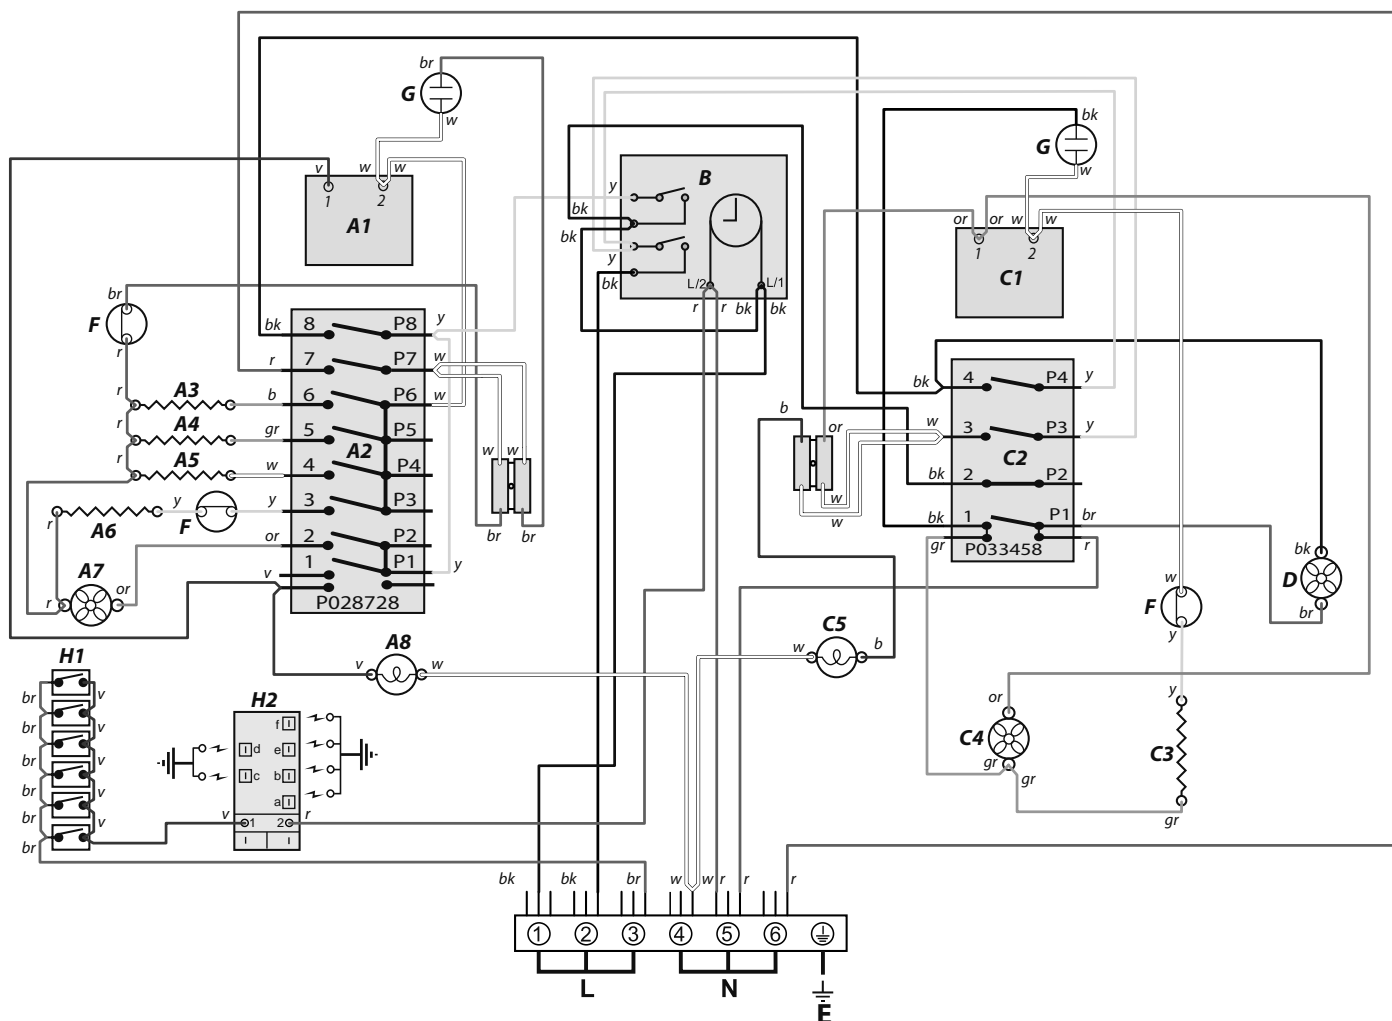 br
G
w
v
w
w
1
2
A1
bk
G
w
y
bk
bk
y
bk
B
L/2
L/1
r
r
bk
bk
or
or
w
w
1
2
C1
br
F
r
bk
8
P8
y
r
7
P7
w
r
A3
b
6
P6
w
r
A4
gr
5
P5
A2
r
A5
w
4
P4
w
w
y
F
y
3
P3
r
A6
or
2
P2
br
br
A7
or
r
v
1
P1
y
P028728
bk
4
P4
y
b
or
w
3
P3
y
C2
bk
2
P2
w
w
bk
1
P1
br
gr
r
P033458
bk
D
br
w
F
y
H1
br
v
br
v
br
v
br
v
br
v
br
A8
v
w
C5
w
b
H2
f
d
e
c
b
a
v
1
2
r
or
C4
gr
gr
y
C3
gr
bk
bk
br
w
w
r
r
r
1
2
3
4
5
6
L
N
E